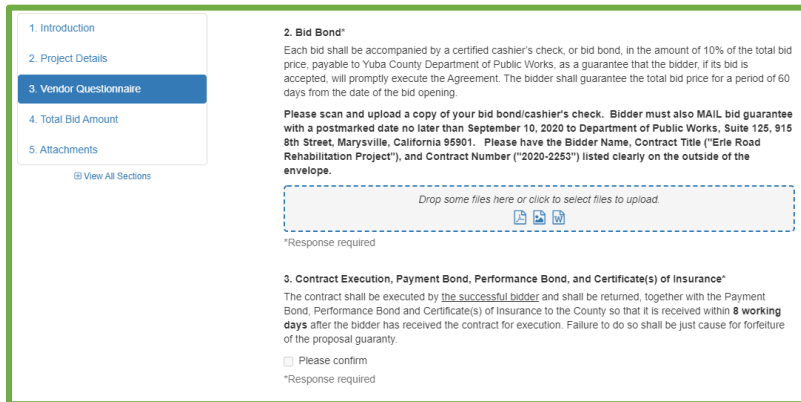 1. Introduction
2. Project Details
3. Vendor Questionnaire
4. Total Bid Amount
5. Attachments
View All Sections
2. Bid Bond*
Each bid shall be accompanied by a certified cashier's check, or bid bond, in the amount of 10% of the total bid
price, payable to Yuba County Department of Public Works, as a guarantee that the bidder, if its bid is
accepted, will promptly execute the Agreement. The bidder shall guarantee the total bid price for a period of 60
days from the date of the bid opening.
Please scan and upload a copy of your bid bond/cashier's check. Bidder must also MAIL bid guarantee
with a postmarked date no later than September 10, 2020 to Department of Public Works, Suite 125, 915
8th Street, Marysville, California 95901. Please have the Bidder Name, Contract Title ("Erle Road
Rehabilitation Project"), and Contract Number ("2020-2253") listed clearly on the outside of the
envelope.
Drop some files here or click to select files to upload.
*Response required
3. Contract Execution, Payment Bond, Performance Bond, and Certificate(s) of Insurance*
The contract shall be executed by the successful bidder and shall be returned, together with the Payment
Bond, Performance Bond and Certificate(s) of Insurance to the County so that it is received within 8 working
days after the bidder has received the contract for execution. Failure to do so shall be just cause for forfeiture
of the proposal guaranty.
Please confirm
*Response required